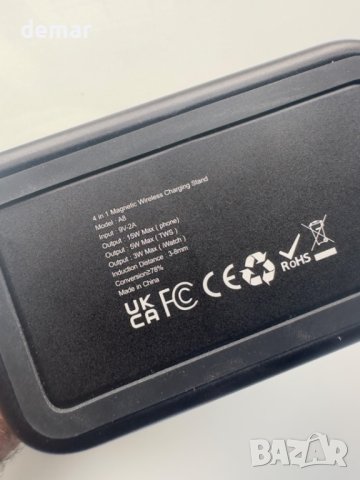 demar
4 in 1 Magnetic Wireless Charging Stand
Model : A8
Input : 9V-2A
Output : 15W Max ( phone)
Output : 5W Max ( TWS )
Output : 3W Max ( iWatch )
Induction Distance : 3-8mm
Conversion≥78%
Made in China
UK
CA FC CE RoHS
BAZAR